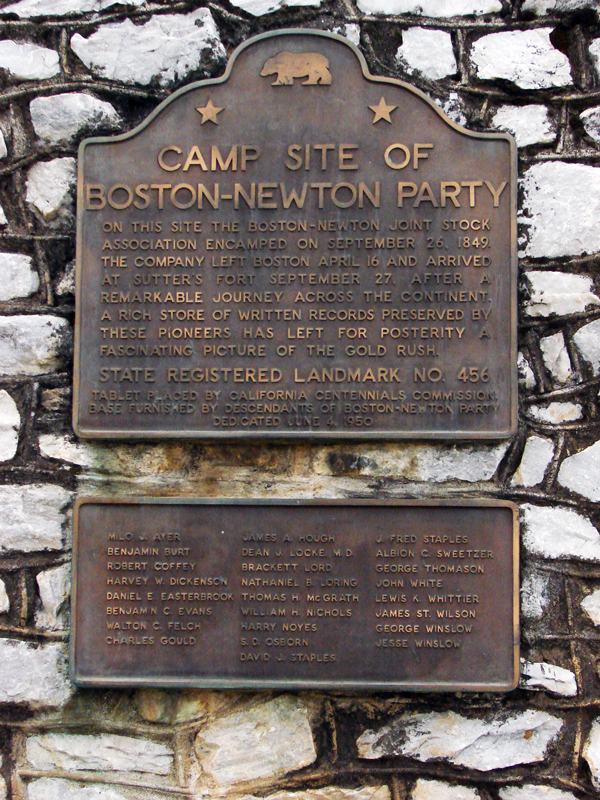 CAMP SITE OF
BOSTON-NEWTON PARTY
ON THIS SITE THE BOSTON-NEWTON JOINT STOCK
ASSOCIATION ENCAMPED ON SEPTEMBER 26, 1849.
THE COMPANY LEFT BOSTON APRIL 16 AND ARRIVED
AT SUTTER'S FORT SEPTEMBER 27, AFTER A
REMARKABLE JOURNEY ACROSS THE CONTINENT.
A RICH STORE OF WRITTEN RECORDS PRESERVED BY
THESE PIONEERS HAS LEFT FOR POSTERITY A
FASCINATING PICTURE OF THE GOLD RUSH.
STATE REGISTERED LANDMARK NO. 456
TABLET PLACED BY CALIFORNIA CENTENNIALS COMMISSION.
BASE FURNISHED BY DESCENDANTS OF BOSTON-NEWTON PARTY
DEDICATED JUNE 4, 1950
MILO J. AYER
BENJAMIN BURT
ROBERT COFFEY
HARVEY W. DICKENSON
DANIEL E. EASTERBROOK
BENJAMIN C. EVANS
WALTON C. FELCH
CHARLES GOULD
JAMES A. HOUGH
DEAN J. LOCKE, M.D.
BRACKETT LORD
NATHANIEL B. LORING
THOMAS H. McGRATH
WILLIAM H. NICHOLS
HARRY NOYES
S. D. OSBORN
DAVID J. STAPLES
J. FRED STAPLES
ALBION C. SWEETZER
GEORGE THOMASON
JOHN WHITE
LEWIS K. WHITTIER
JAMES ST. WILSON
GEORGE WINSLOW
JESSE WINSLOW